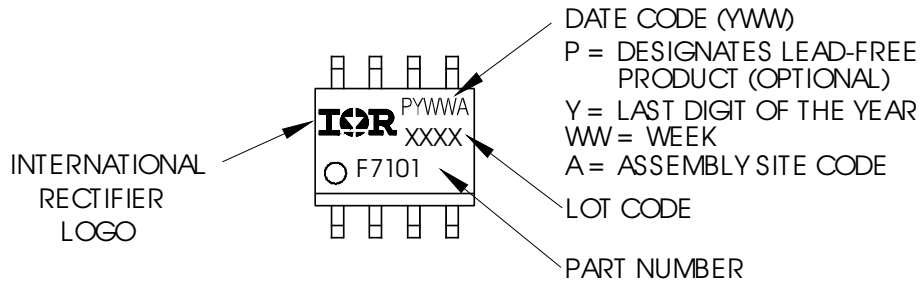 DATE CODE (YWW)
P = DESIGNATES LEAD-FREE
PRODUCT (OPTIONAL)
Y = LAST DIGIT OF THE YEAR
WW = WEEK
A = ASSEMBLY SITE CODE
LOT CODE
PART NUMBER
INTERNATIONAL
RECTIFIER
LOGO
PYWWA
IOR
XXXX
F7101